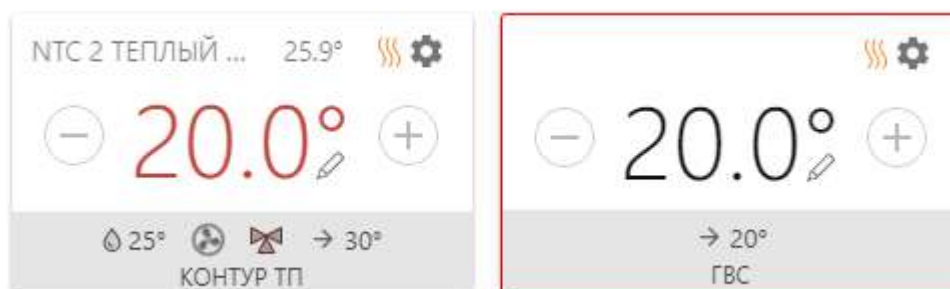 NTC 2 ТЕПЛЫЙ ... 25.9°
20.0°
25° → 30°
КОНТУР ТП
20.0°
→ 20°
ГВС